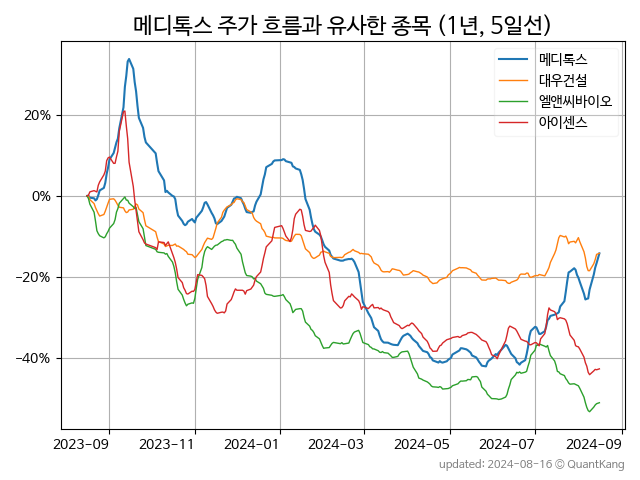 메디톡스 주가 흐름과 유사한 종목 (1년, 5일선)
메디톡스
대우건설
엘앤씨바이오
아이센스
20%
0%
−20%
−40%
2023-09 2023-11 2024-01 2024-03 2024-05 2024-07 2024-09
updated: 2024-08-16 © QuantKang